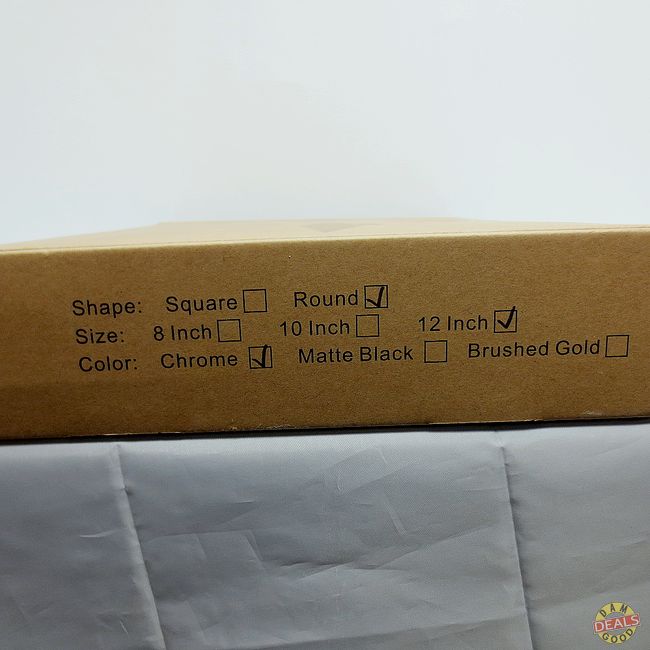 Shape: Square☐ Round☑
Size: 8 Inch☐ 10 Inch☐ 12 Inch☑
Color: Chrome ☑ Matte Black ☐ Brushed Gold☐
DAM
DEALS
GOOD